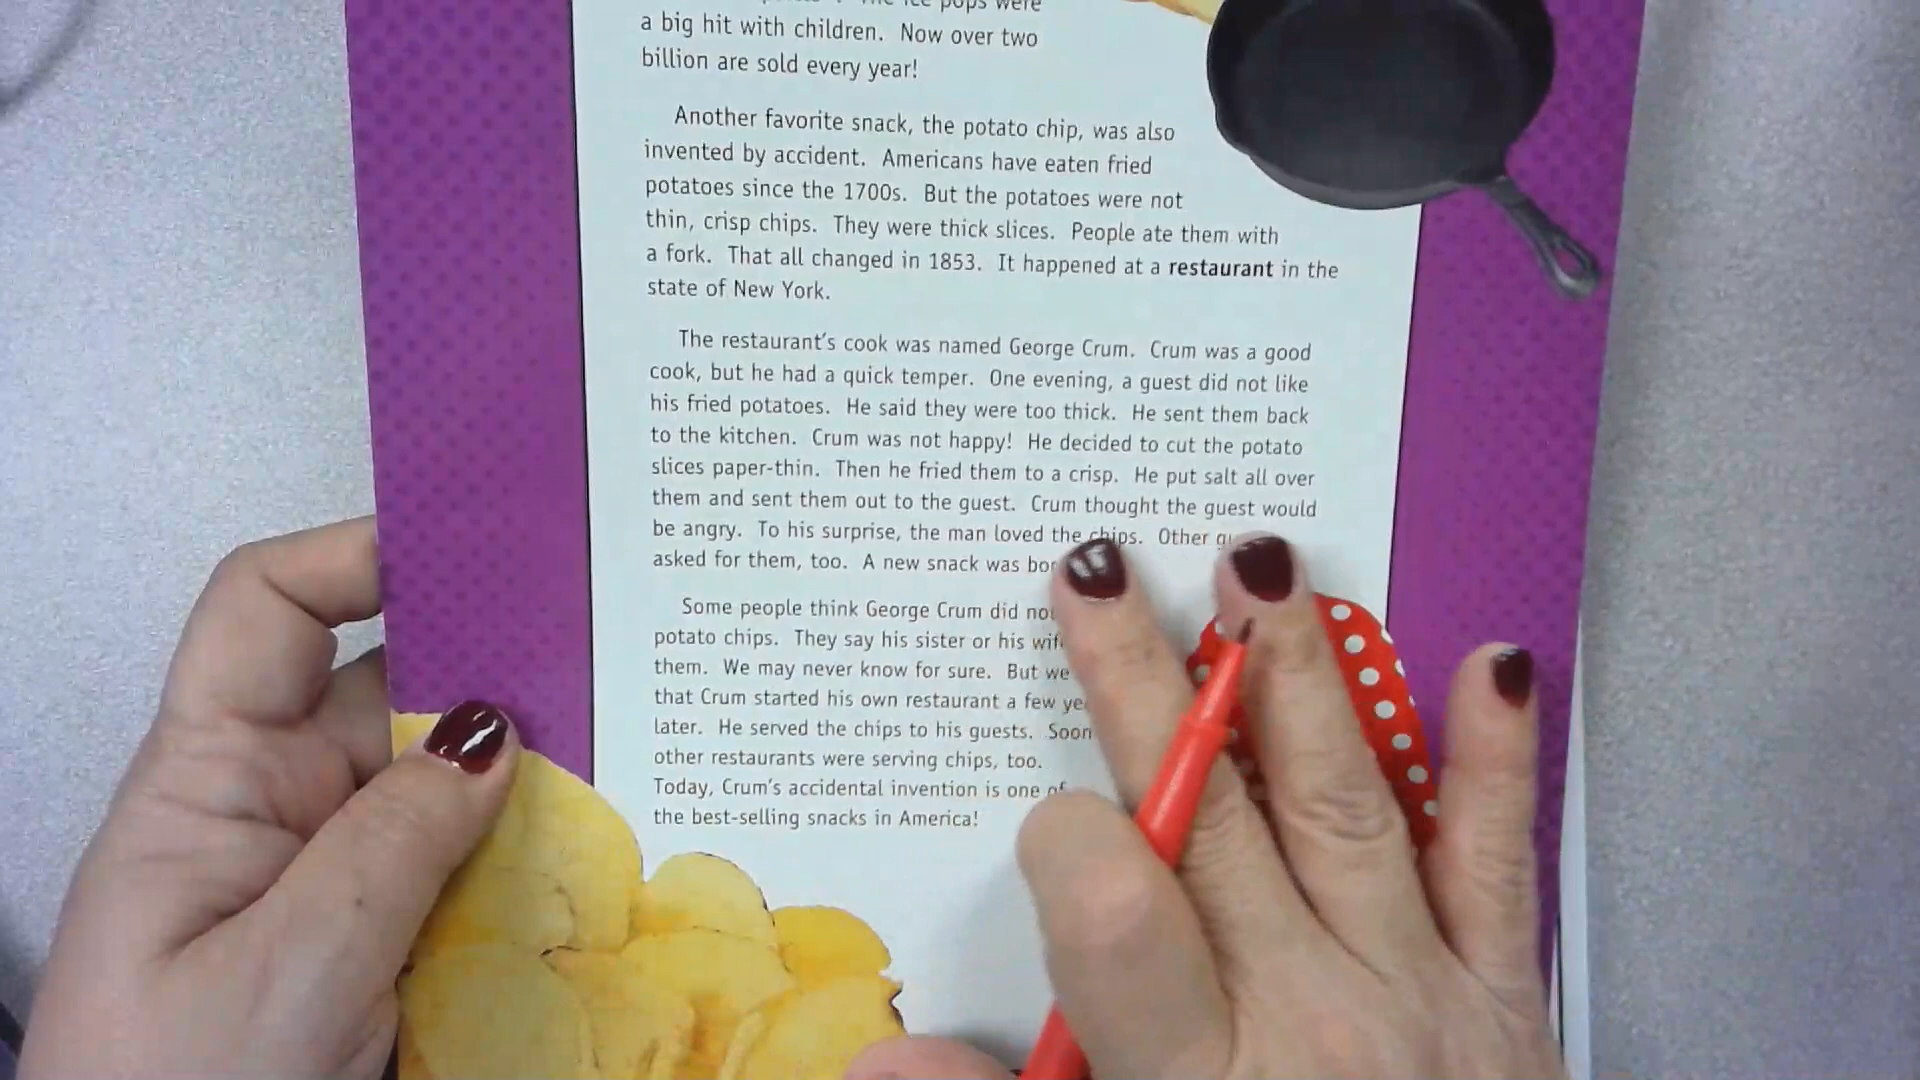 The ice pops were
a big hit with children. Now over two
billion are sold every year!
Another favorite snack, the potato chip, was also
invented by accident. Americans have eaten fried
potatoes since the 1700s. But the potatoes were not
thin, crisp chips. They were thick slices. People ate them with
a fork. That all changed in 1853. It happened at a restaurant in the
state of New York.
The restaurant's cook was named George Crum. Crum was a good
cook, but he had a quick temper. One evening, a guest did not like
his fried potatoes. He said they were too thick. He sent them back
to the kitchen. Crum was not happy! He decided to cut the potato
slices paper-thin. Then he fried them to a crisp. He put salt all over
them and sent them out to the guest. Crum thought the guest would
be angry. To his surprise, the man loved the chips. Other
asked for them, too. A new snack was
Some people think George Crum did
potato chips. They say his sister or his
them. We may never know for sure. But we
that Crum started his own restaurant a few
later. He served the chips to his guests. Soon
other restaurants were serving chips, too.
Today, Crum's accidental invention is one of
the best-selling snacks in America!